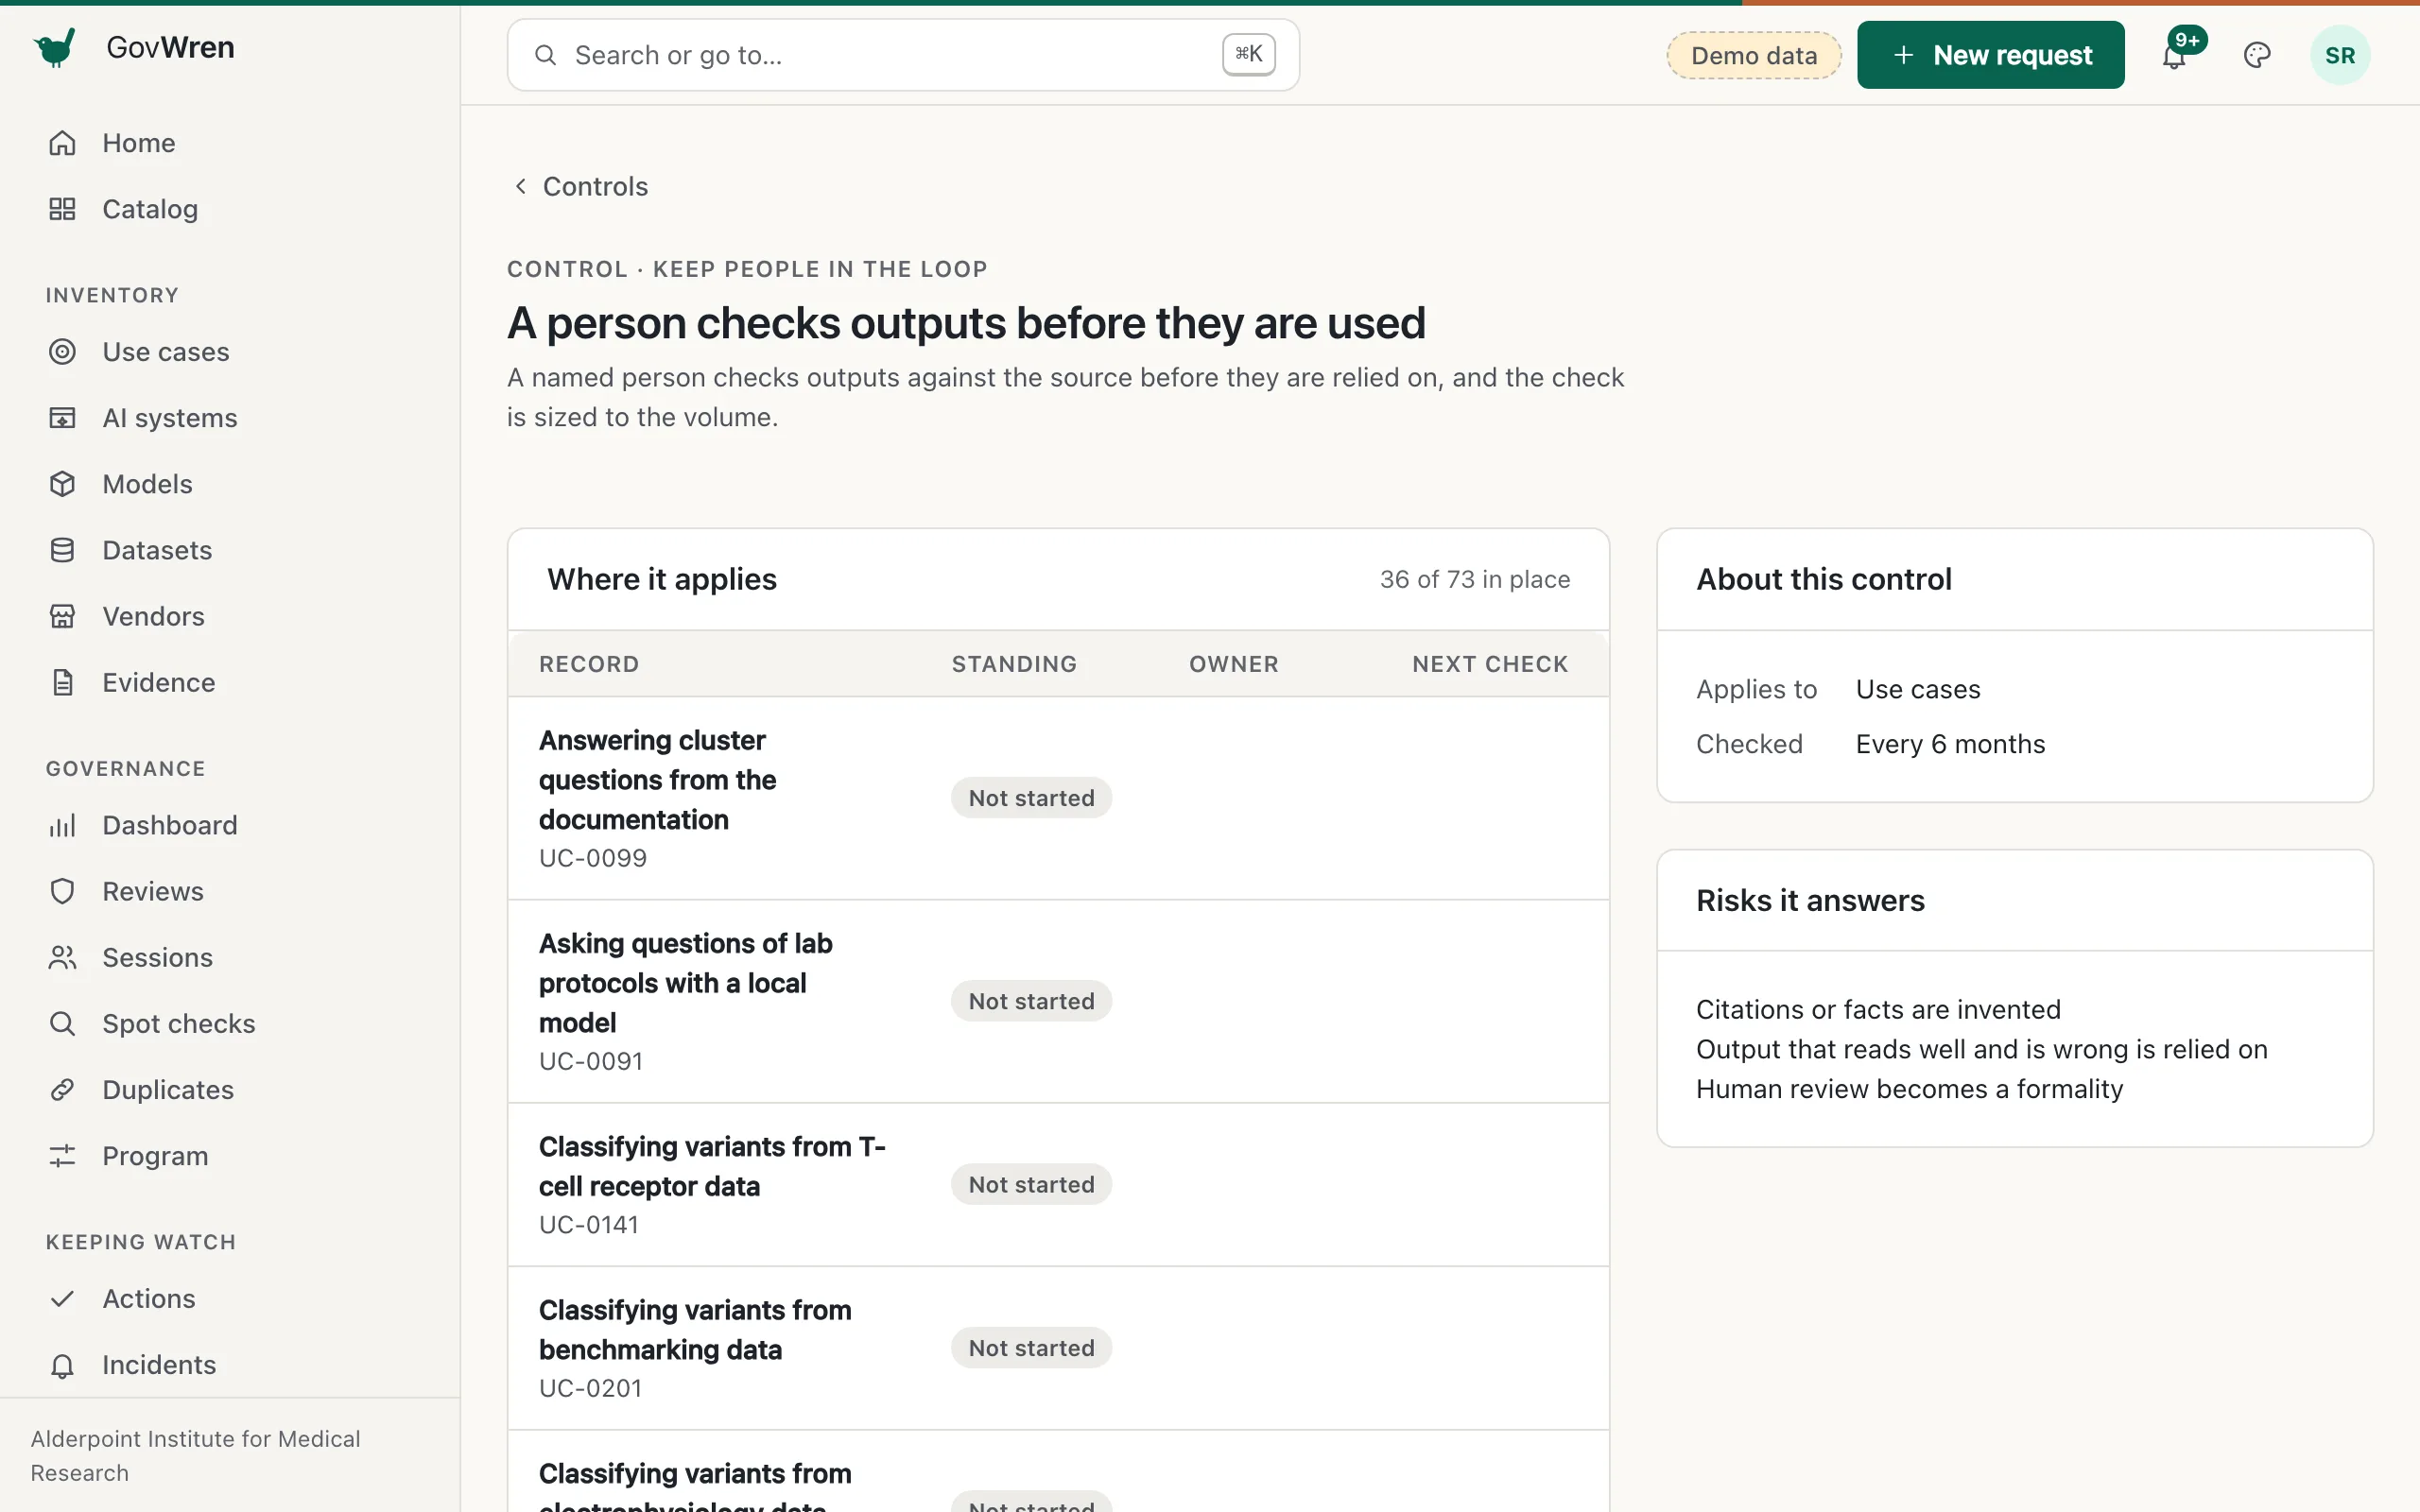 GovWren
Search or go to...
⌘K
Demo data
+ New request
9+
SR
Home
Catalog
INVENTORY
Use cases
AI systems
Models
Datasets
Vendors
Evidence
GOVERNANCE
Dashboard
Reviews
Sessions
Spot checks
Duplicates
Program
KEEPING WATCH
Actions
Incidents
Alderpoint Institute for Medical
Research
Controls
CONTROL · KEEP PEOPLE IN THE LOOP
A person checks outputs before they are used
A named person checks outputs against the source before they are relied on, and the check
is sized to the volume.
Where it applies
36 of 73 in place
RECORD STANDING OWNER NEXT CHECK
Answering cluster
questions from the
documentation
UC-0099
Not started
Asking questions of lab
protocols with a local
model
UC-0091
Not started
Classifying variants from T-
cell receptor data
UC-0141
Not started
Classifying variants from
benchmarking data
UC-0201
Not started
Classifying variants from
electrophysiology data
Not started
About this control
Applies to Use cases
Checked Every 6 months
Risks it answers
Citations or facts are invented
Output that reads well and is wrong is relied on
Human review becomes a formality